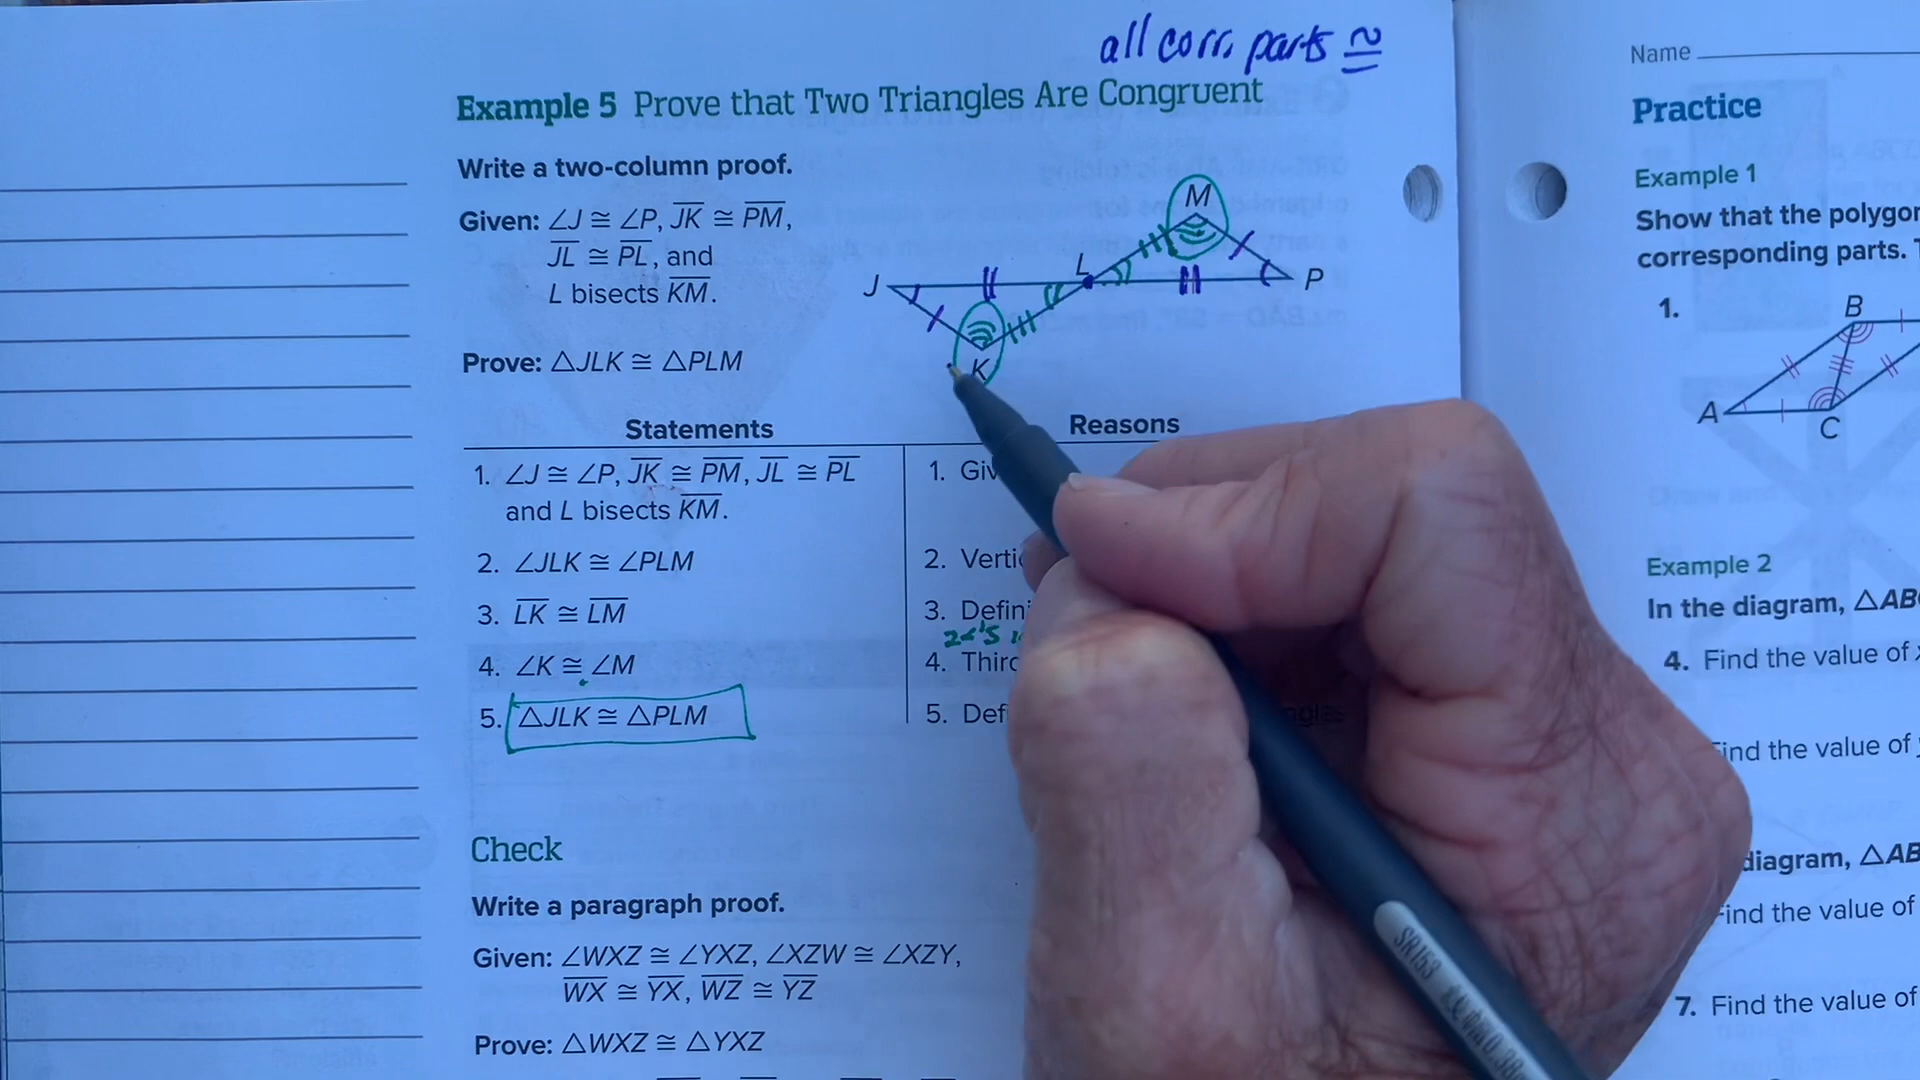 all corr. parts ≅
Example 5 Prove that Two Triangles Are Congruent
Write a two-column proof.
Given: ∠J ≅ ∠P, JK ≅ PM,
JL ≅ PL, and
L bisects KM.
Prove: △JLK ≅ △PLM
J L M P K
Statements Reasons
1. ∠J ≅ ∠P, JK ≅ PM, JL ≅ PL
and L bisects KM.
1. Giv
2. ∠JLK ≅ ∠PLM
2. Verti
3. LK ≅ LM
3. Defin
2∠'s
4. ∠K ≅ ∠M
4. Third
5. △JLK ≅ △PLM
5. Def
Check
Write a paragraph proof.
Given: ∠WXZ ≅ ∠YXZ, ∠XZW ≅ ∠XZY,
WX ≅ YX, WZ ≅ YZ
Prove: △WXZ ≅ △YXZ
Name
Practice
Example 1
Show that the polygon
corresponding parts.
1.
B
A
C
Example 2
In the diagram, △AB
4. Find the value of
Find the value of
diagram, △AB
Find the value of
7. Find the value of
SR153